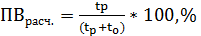 ПВрасч. = tр / (tр+tо) * 100,%